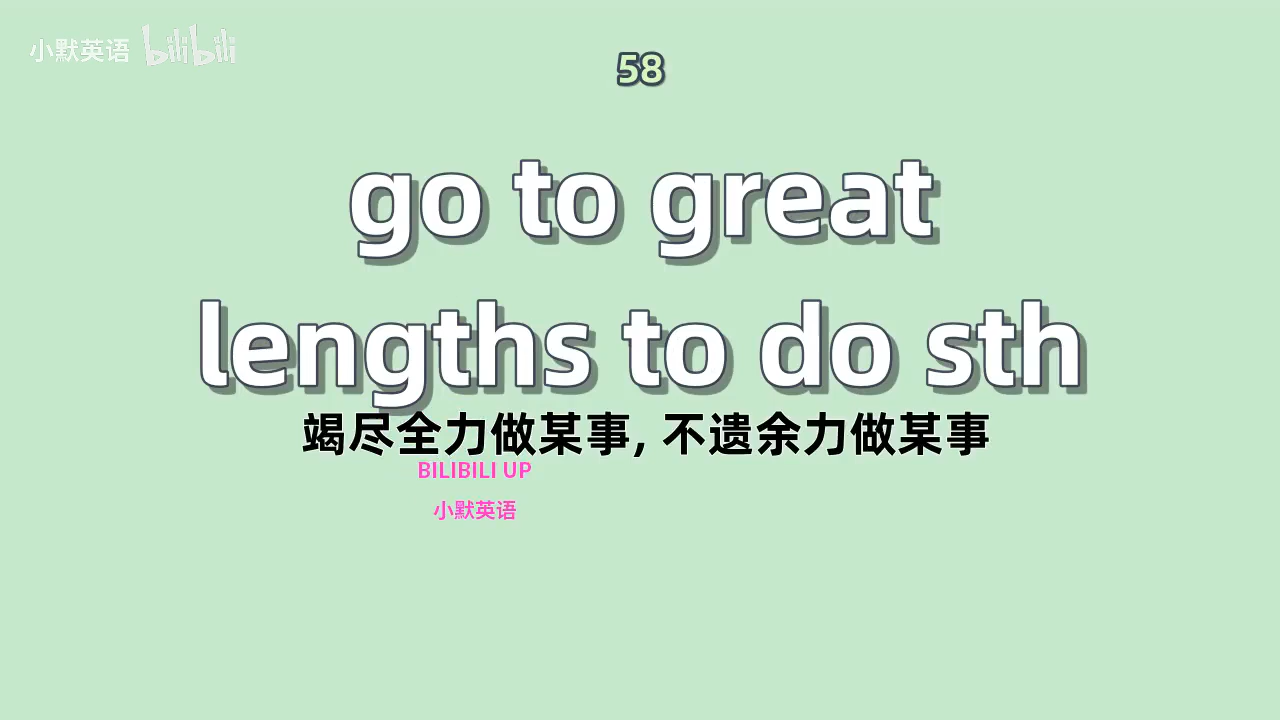 小默英语 bilibili
58
go to great
lengths to do sth
竭尽全力做某事, 不遗余力做某事
BILIBILI UP
小默英语